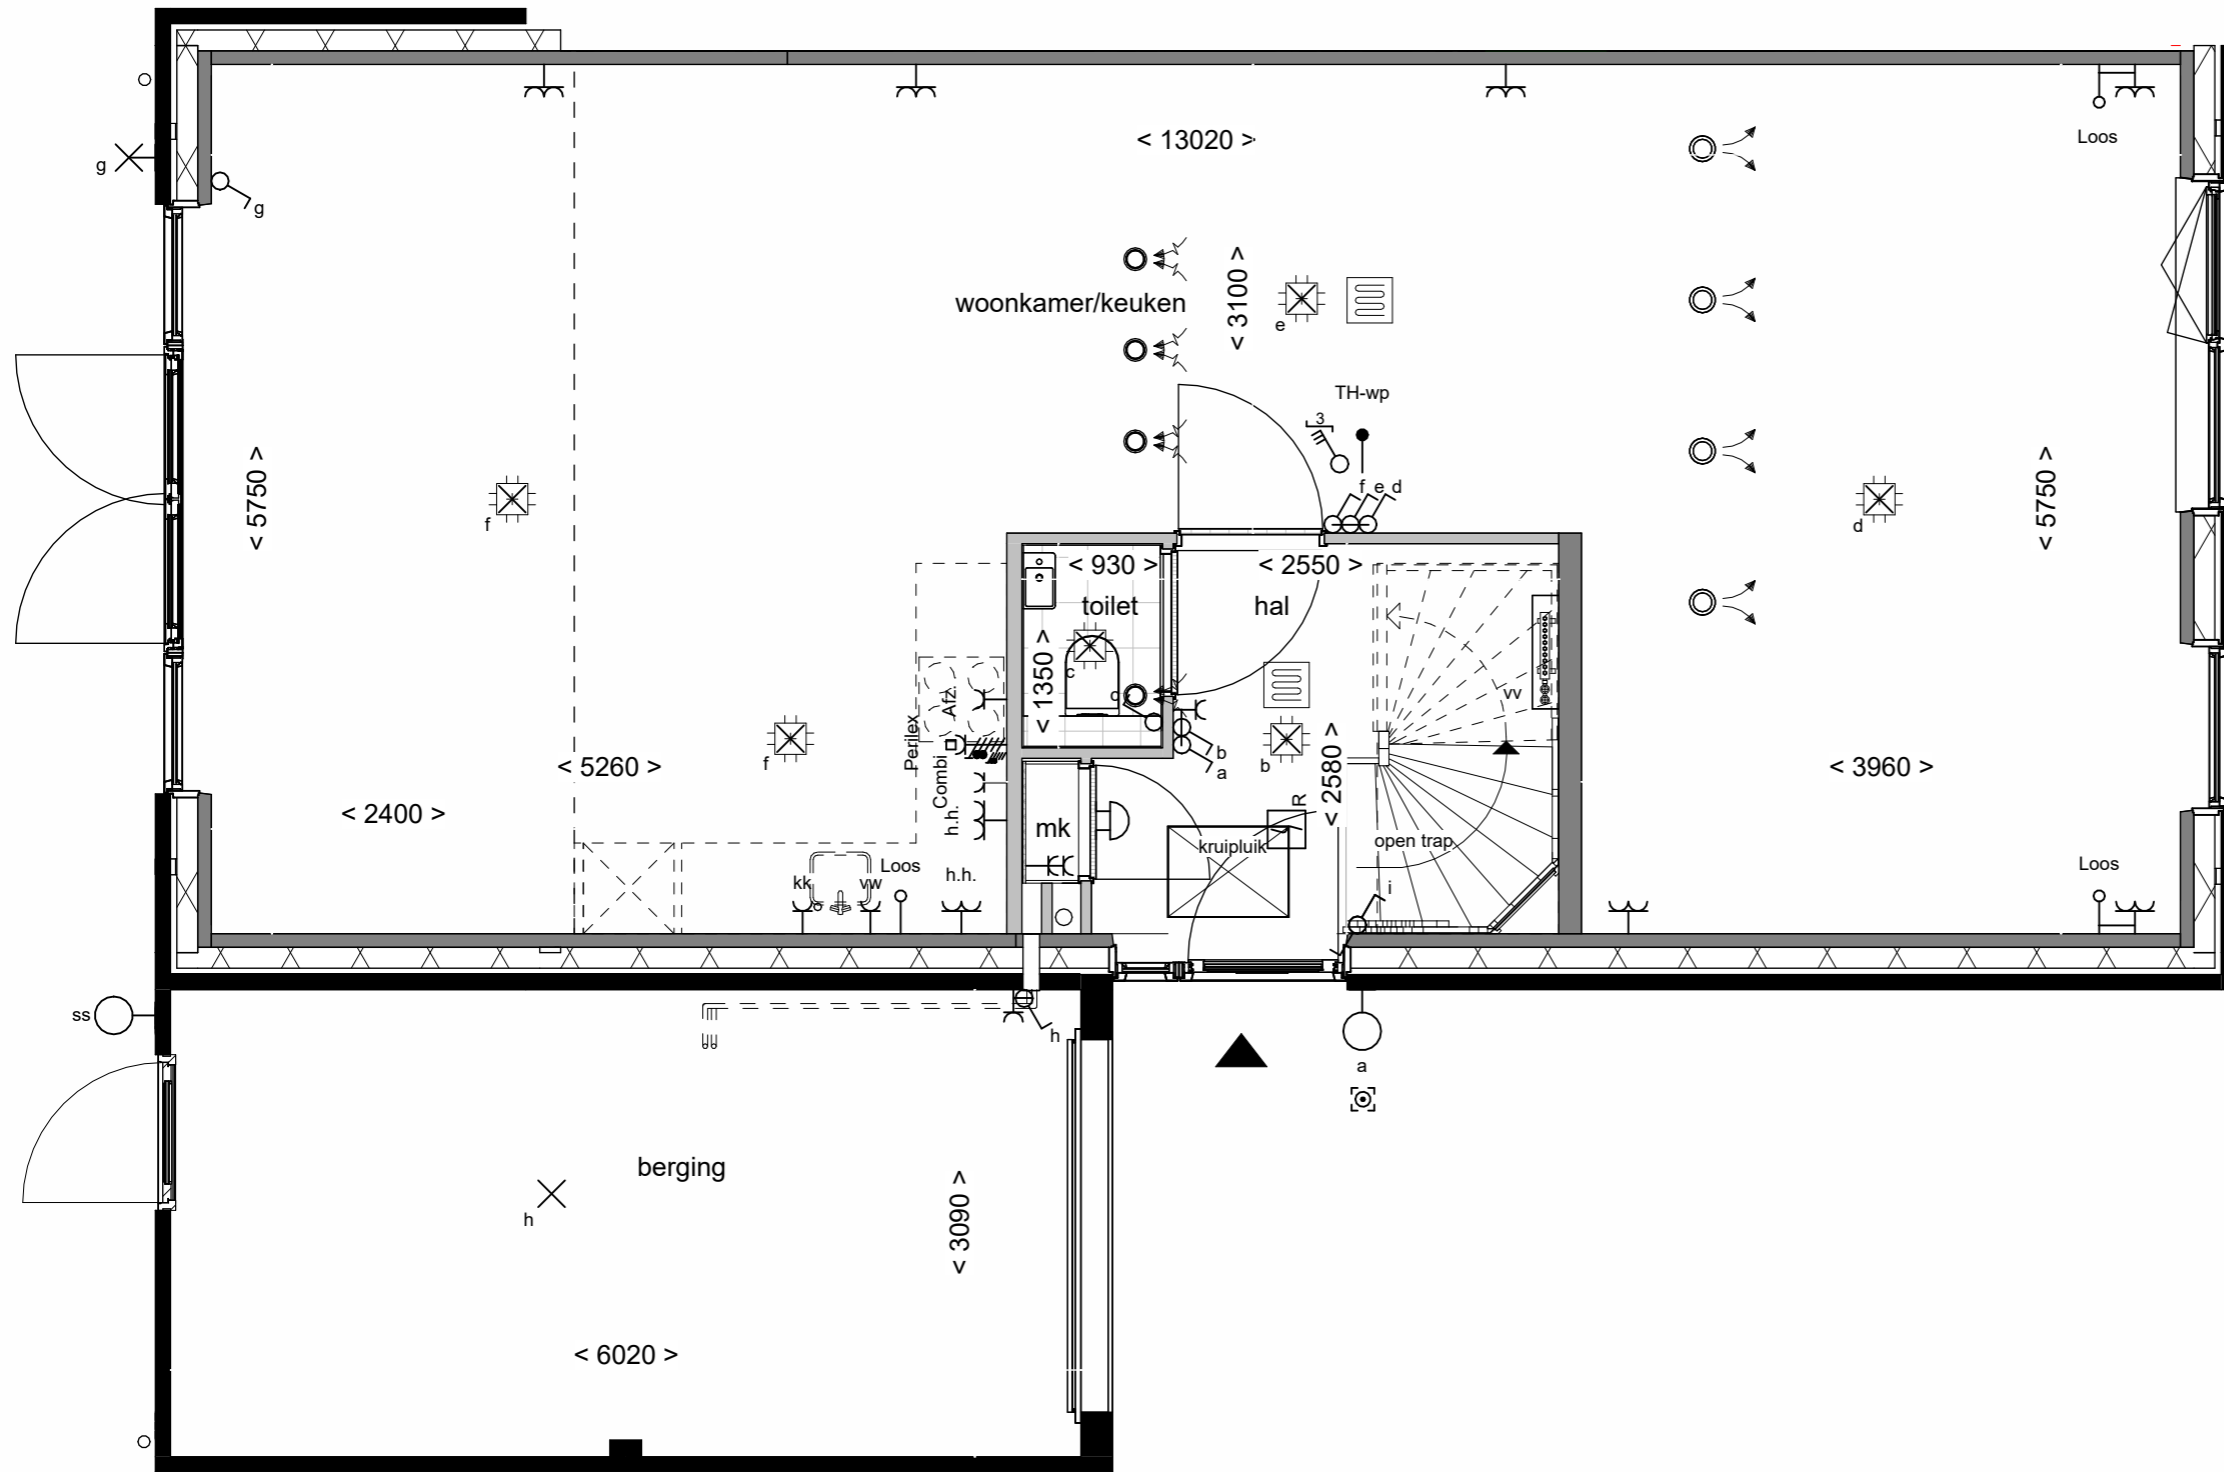 < 13020 >
Loos
g
g
woonkamer/keuken
< 3100 >
e
TH-wp
3
f e d
< 5750 >
f
< 5750 >
d
< 930 >
< 2550 >
toilet
hal
< 1350 >
c
c
vv
Afz.
Perilex
Combi
h.h.
f
b
a
b
< 2580 >
< 5260 >
< 3960 >
< 2400 >
R
mk
kruipluik
open trap
kk
vw
Loos
h.h.
i
Loos
ss
h
a
berging
h
< 3090 >
< 6020 >